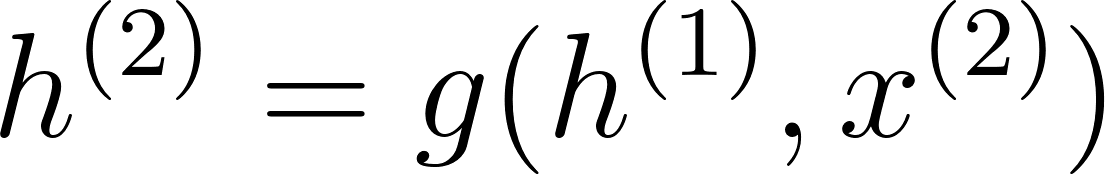 h^{(2)} = g(h^{(1)}, x^{(2)})